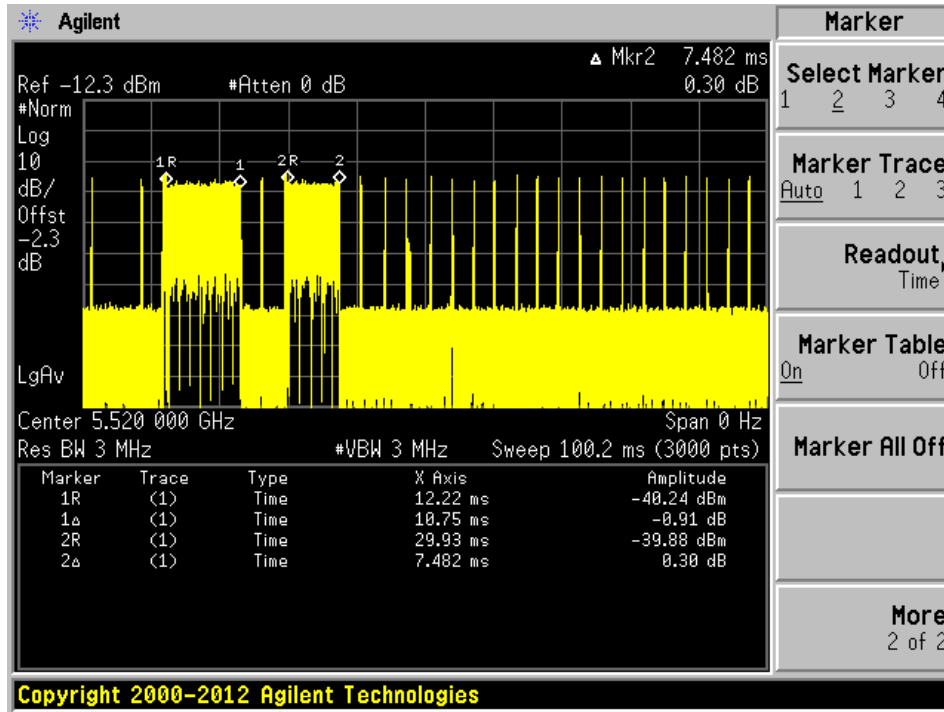 Agilent
Marker
Δ Mkr2 7.482 ms
Ref -12.3 dBm #Atten 0 dB 0.30 dB
#Norm
Log
10
dB/
Offst
-2.3
dB
1R 1 2R 2
LgAv
Center 5.520 000 GHz Span 0 Hz
Res BW 3 MHz #VBW 3 MHz Sweep 100.2 ms (3000 pts)
Marker Trace Type X Axis Amplitude
1R (1) Time 12.22 ms -40.24 dBm
1Δ (1) Time 10.75 ms -0.91 dB
2R (1) Time 29.93 ms -39.88 dBm
2Δ (1) Time 7.482 ms 0.30 dB
Select Marker
1 2 3 4
Marker Trace
Auto 1 2 3
Readout,
Time
Marker Table
On Off
Marker All Off
More
2 of 2
Copyright 2000-2012 Agilent Technologies